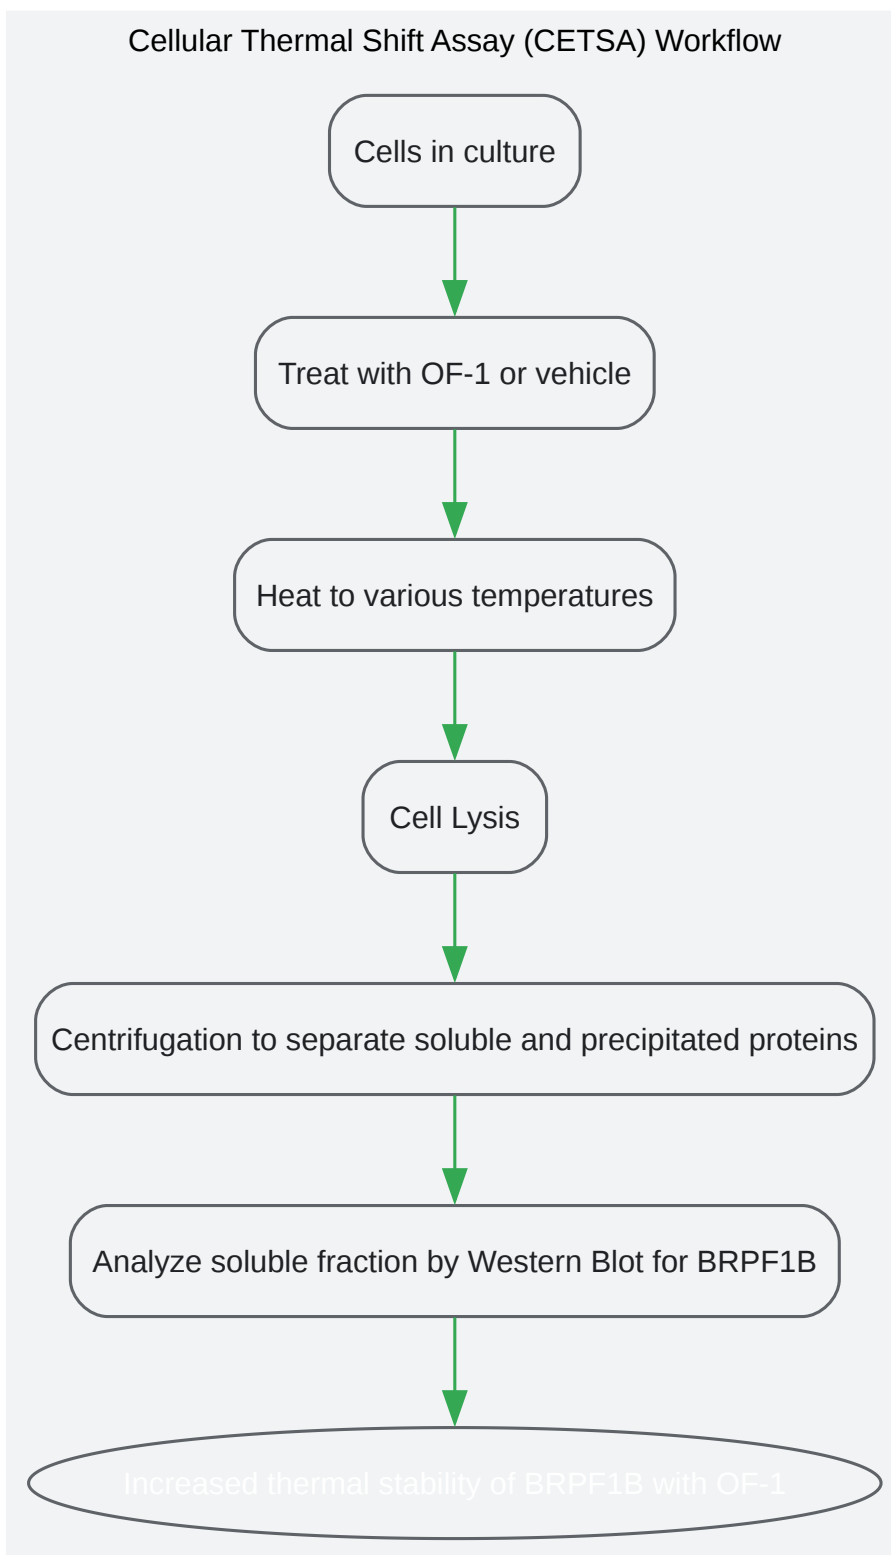 Cellular Thermal Shift Assay (CETSA) Workflow
Cells in culture
Treat with OF-1 or vehicle
Heat to various temperatures
Cell Lysis
Centrifugation to separate soluble and precipitated proteins
Analyze soluble fraction by Western Blot for BRPF1B
Increased thermal stability of BRPF1B with OF-1